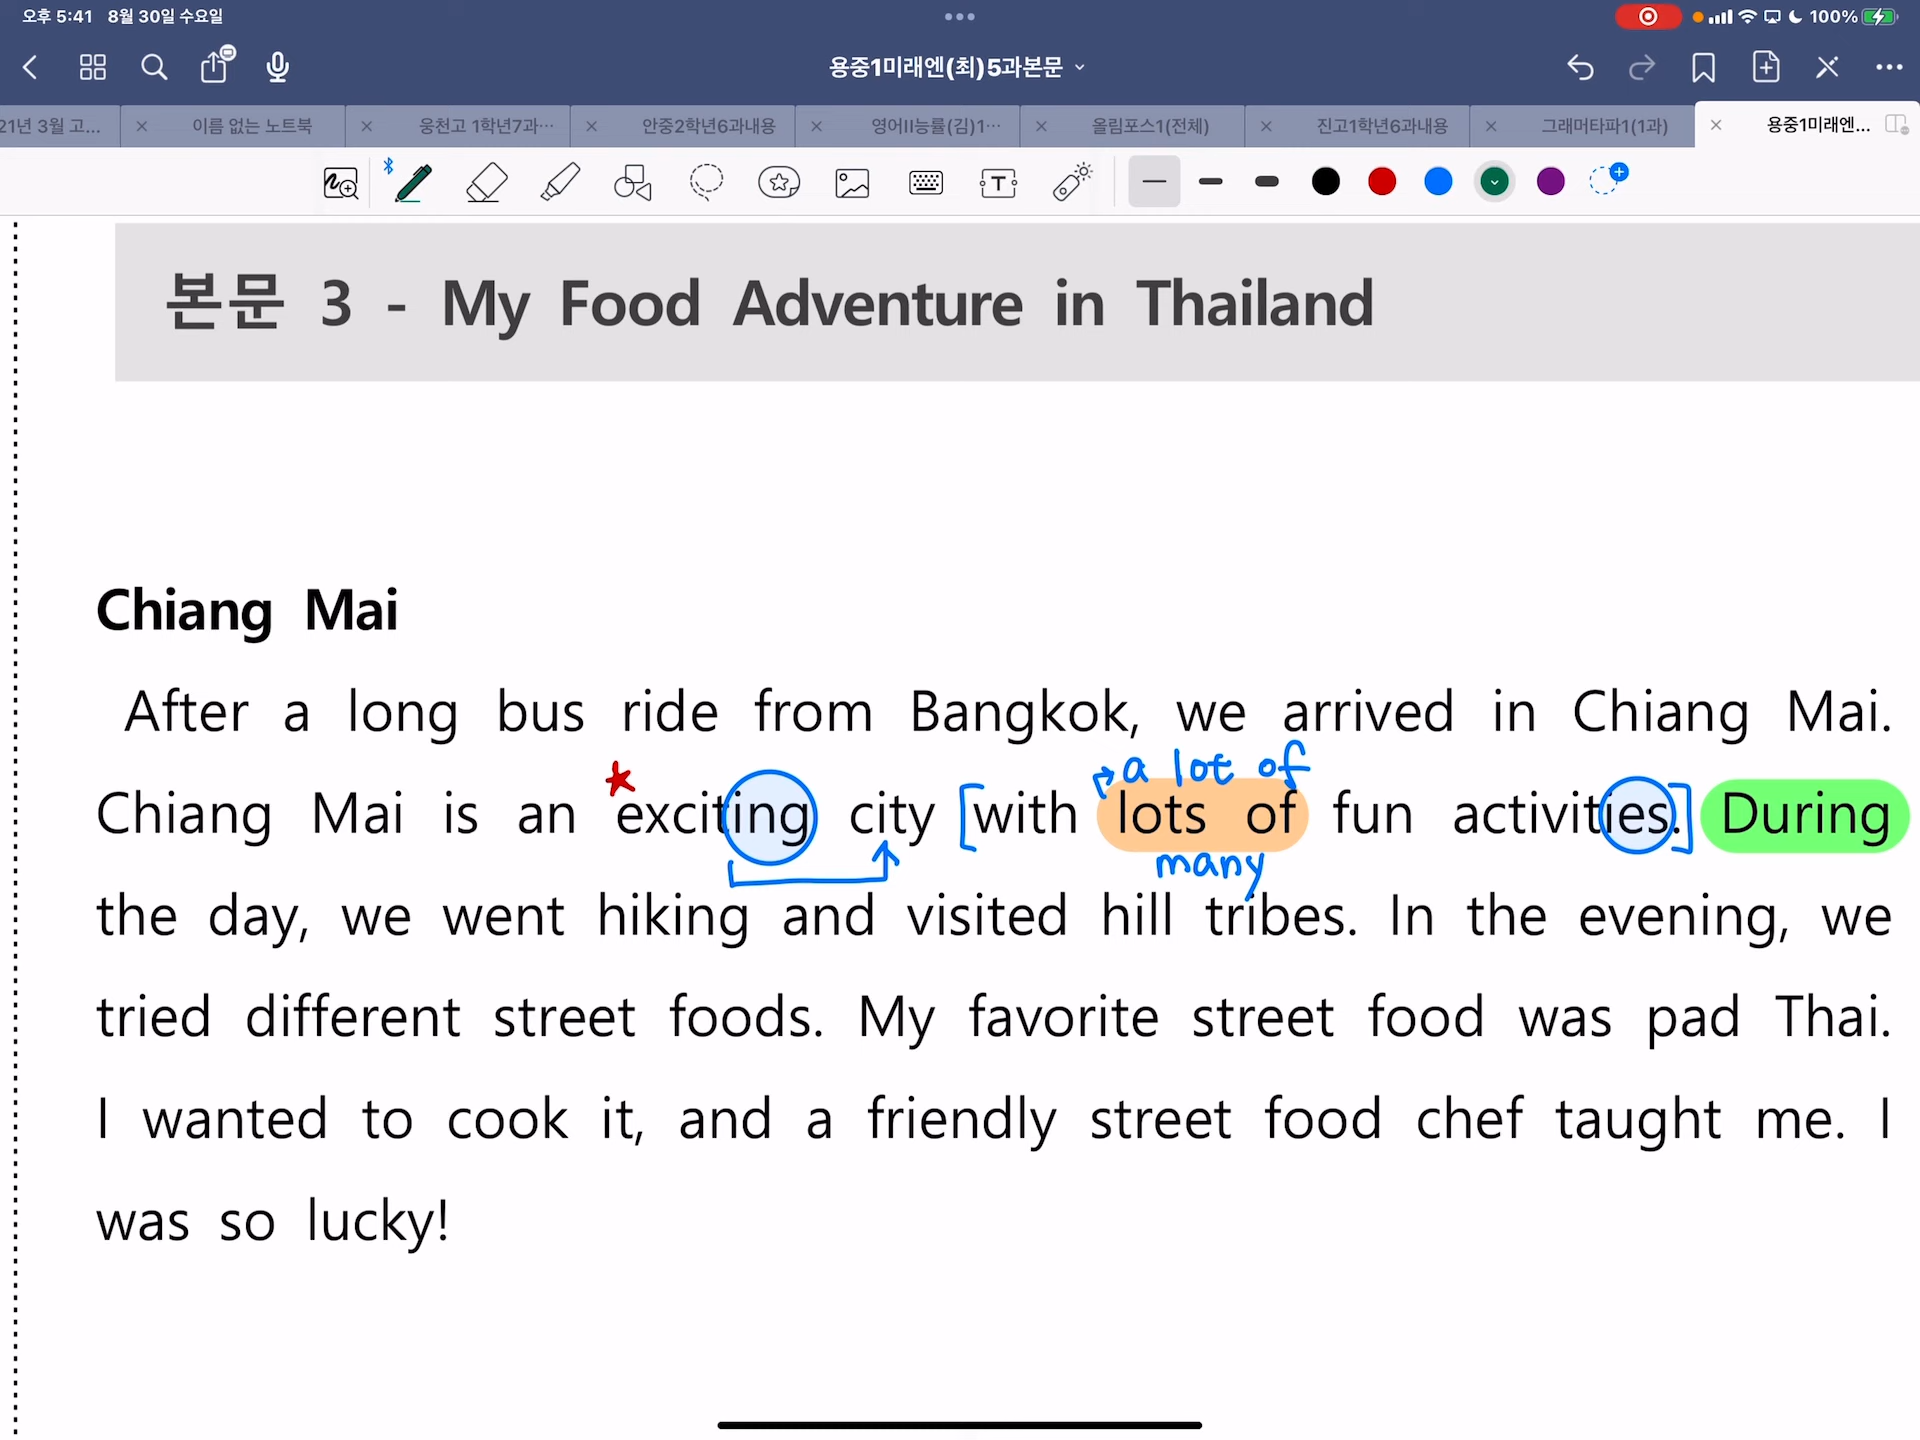 오후 5:41 8월 30일 수요일
100%
용중1미래엔(최)5과본문
21년 3월 고...
이름 없는 노트북
웅천고 1학년7과...
안중2학년6과내용
영어II능률(김)1...
올림포스1(전체)
진고1학년6과내용
그래머타파1(1과)
용중1미래엔...
본문 3 - My Food Adventure in Thailand
Chiang Mai
After a long bus ride from Bangkok, we arrived in Chiang Mai.
a lot of
Chiang Mai is an exciting city [with lots of fun activities.] During
many
the day, we went hiking and visited hill tribes. In the evening, we
tried different street foods. My favorite street food was pad Thai.
I wanted to cook it, and a friendly street food chef taught me. I
was so lucky!